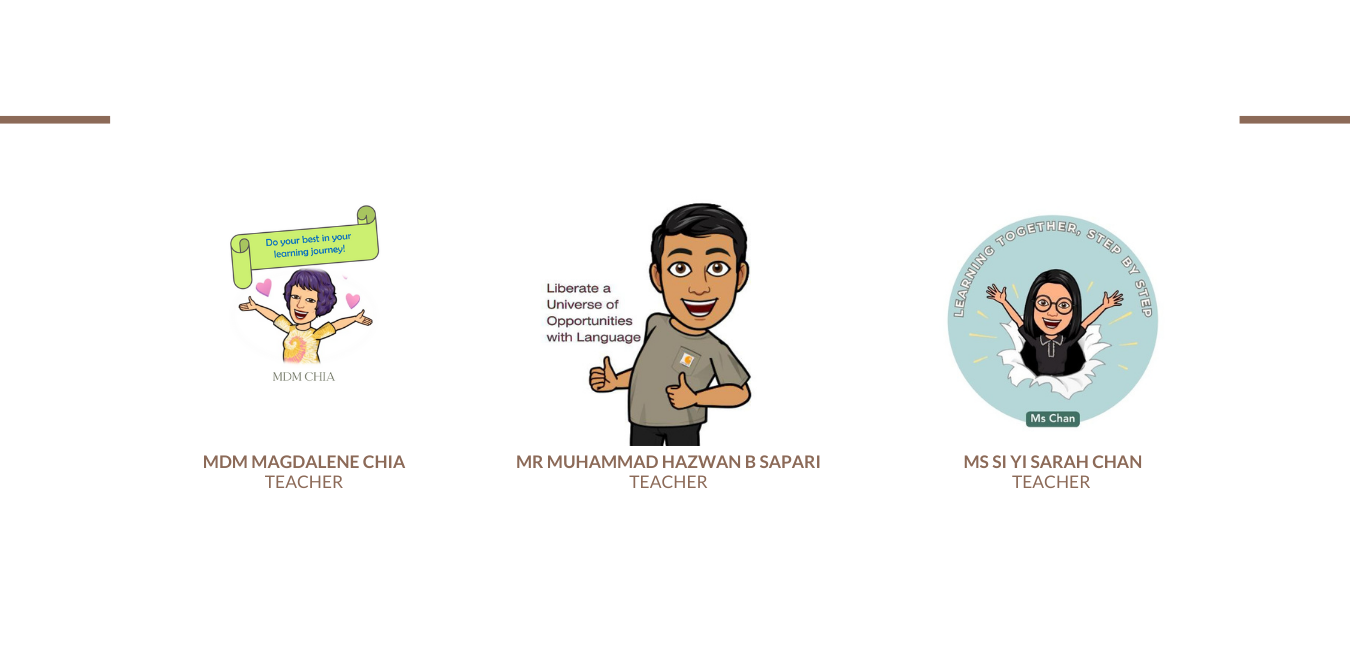 Do your best in your
learning journey!
MDM CHIA
MDM MAGDALENE CHIA
TEACHER
Liberate a
Universe of
Opportunities
with Language
MR MUHAMMAD HAZWAN B SAPARI
TEACHER
LEARNING TOGETHER, STEP BY STEP
Ms Chan
MS SI YI SARAH CHAN
TEACHER